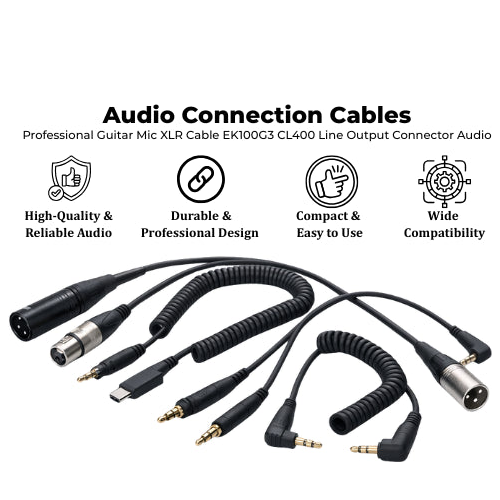 Audio Connection Cables
Professional Guitar Mic XLR Cable EK100G3 CL400 Line Output Connector Audio
High-Quality &
Reliable Audio
Durable &
Professional Design
Compact &
Easy to Use
Wide
Compatibility